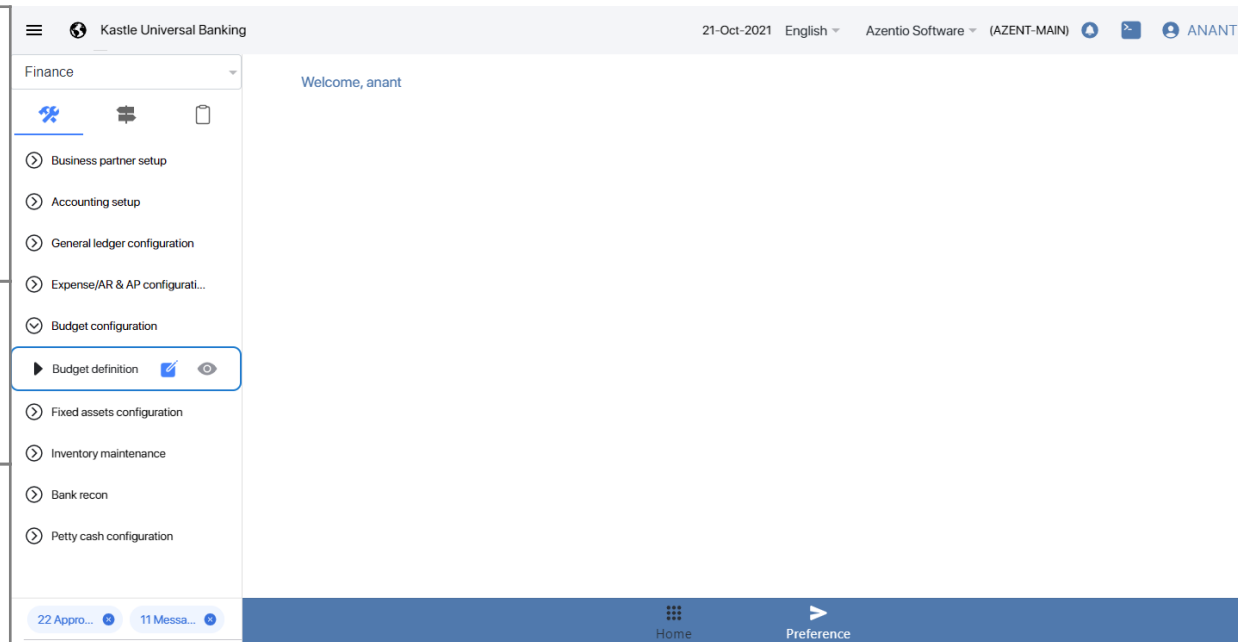 Kastle Universal Banking 21-Oct-2021 English Azentio Software (AZENT-MAIN) ANANT
Finance
Welcome, anant
Business partner setup
Accounting setup
General ledger configuration
Expense/AR & AP configurati...
Budget configuration
Budget definition
Fixed assets configuration
Inventory maintenance
Bank recon
Petty cash configuration
22 Appro... 11 Messa...
Home Preference